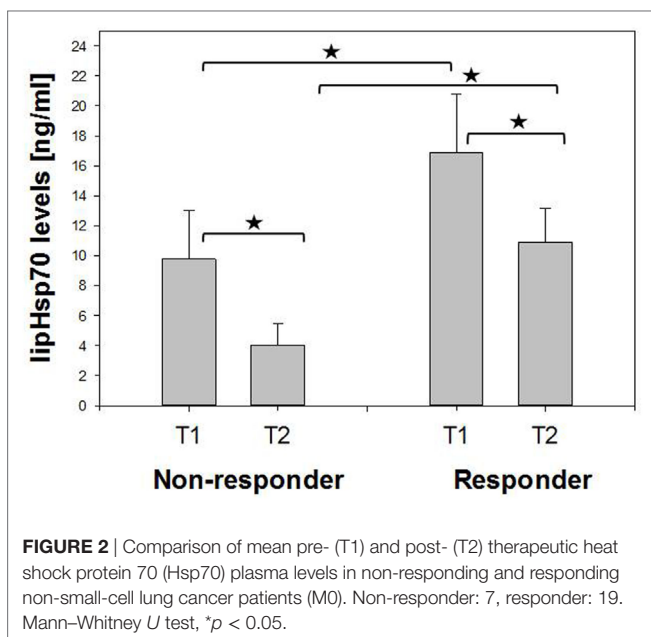 lipHsp70 levels [ng/ml]
24
22
20
18
16
14
12
10
8
6
4
2
0
★
★
★
★
T1
T2
T1
T2
Non-responder
Responder
FIGURE 2 | Comparison of mean pre- (T1) and post- (T2) therapeutic heat
shock protein 70 (Hsp70) plasma levels in non-responding and responding
non-small-cell lung cancer patients (M0). Non-responder: 7, responder: 19.
Mann–Whitney U test, *p < 0.05.